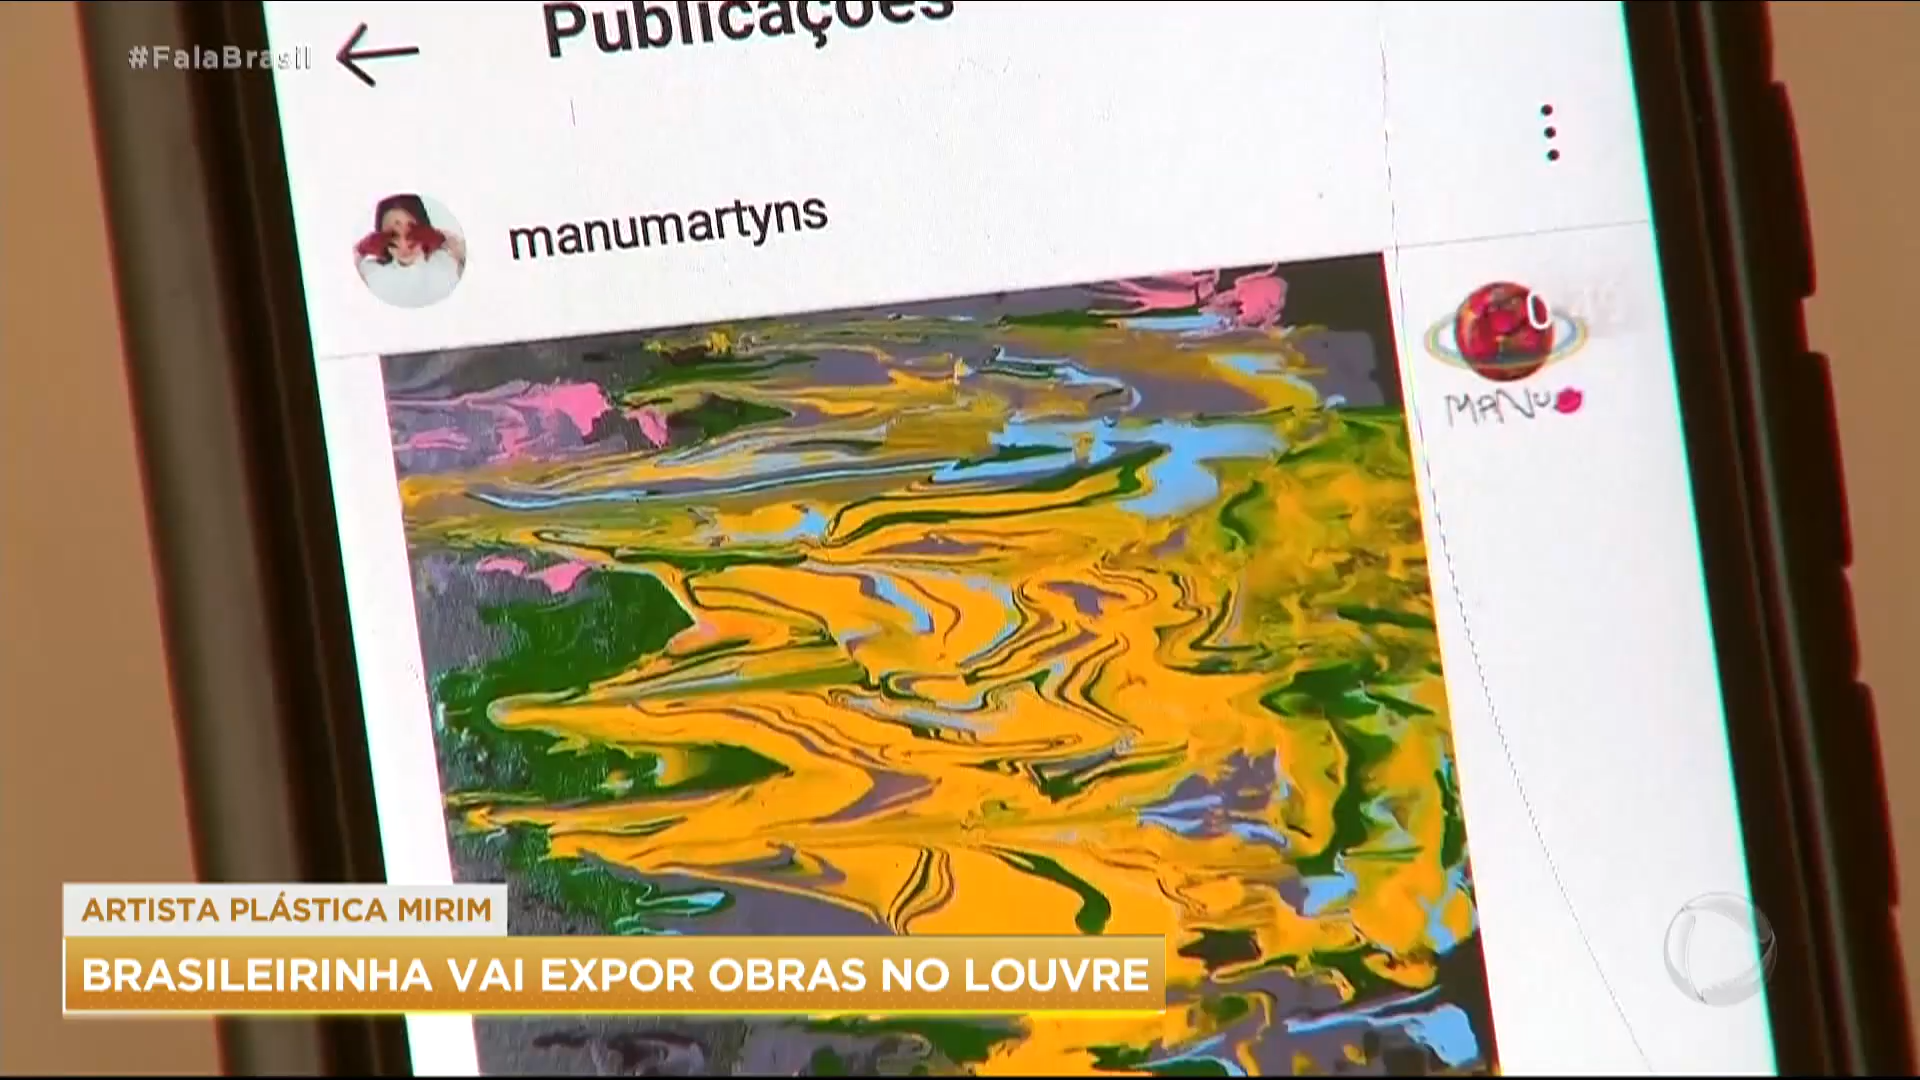 #FalaBrasil
Publicações
manumartyns
MANU
ARTISTA PLÁSTICA MIRIM
BRASILEIRINHA VAI EXPOR OBRAS NO LOUVRE